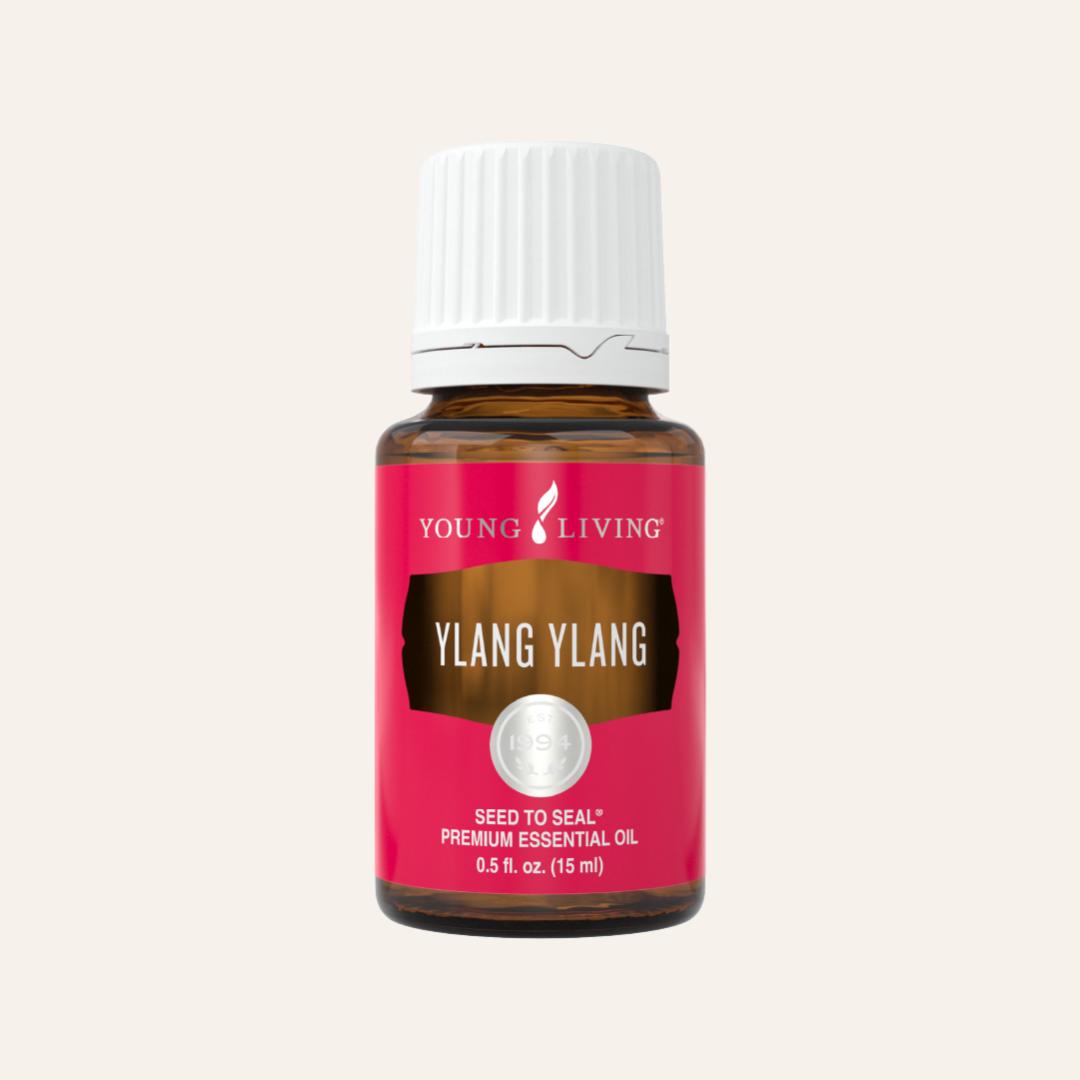 YOUNG LIVING®
YLANG YLANG
EST
1994
SEED TO SEAL®
PREMIUM ESSENTIAL OIL
0.5 fl. oz. (15 ml)